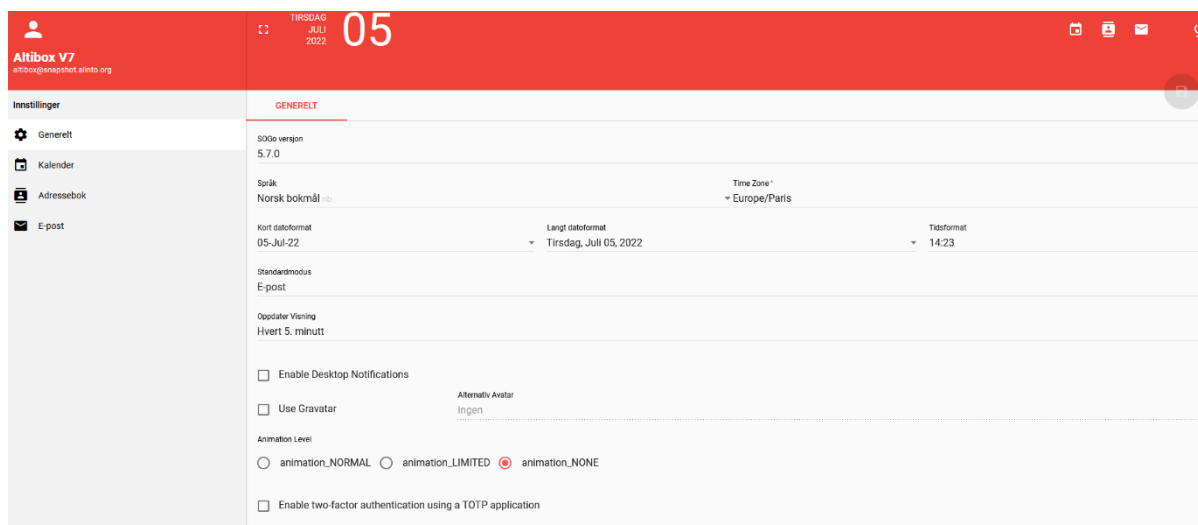 TIRSDAG
JULI
2022
05
Altibox V7
altibox@snapshot.alinto.org
Innstillinger
Generelt
Kalender
Adressebok
E-post
GENERELT
SOGo versjon
5.7.0
Språk
Time Zone *
Norsk bokmål nb
Europe/Paris
Kort datoformat
Langt datoformat
Tidsformat
05-Jul-22
Tirsdag, Juli 05, 2022
14:23
Standardmodus
E-post
Oppdater Visning
Hvert 5. minutt
Enable Desktop Notifications
Alternativ Avatar
Use Gravatar
Ingen
Animation Level
animation_NORMAL
animation_LIMITED
animation_NONE
Enable two-factor authentication using a TOTP application